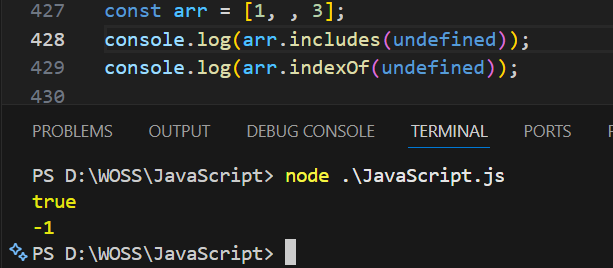 427 const arr = [1, , 3];
428 console.log(arr.includes(undefined));
429 console.log(arr.indexOf(undefined));
430
PROBLEMS OUTPUT DEBUG CONSOLE TERMINAL PORTS
PS D:\WOSS\JavaScript> node .\JavaScript.js
true
-1
PS D:\WOSS\JavaScript>